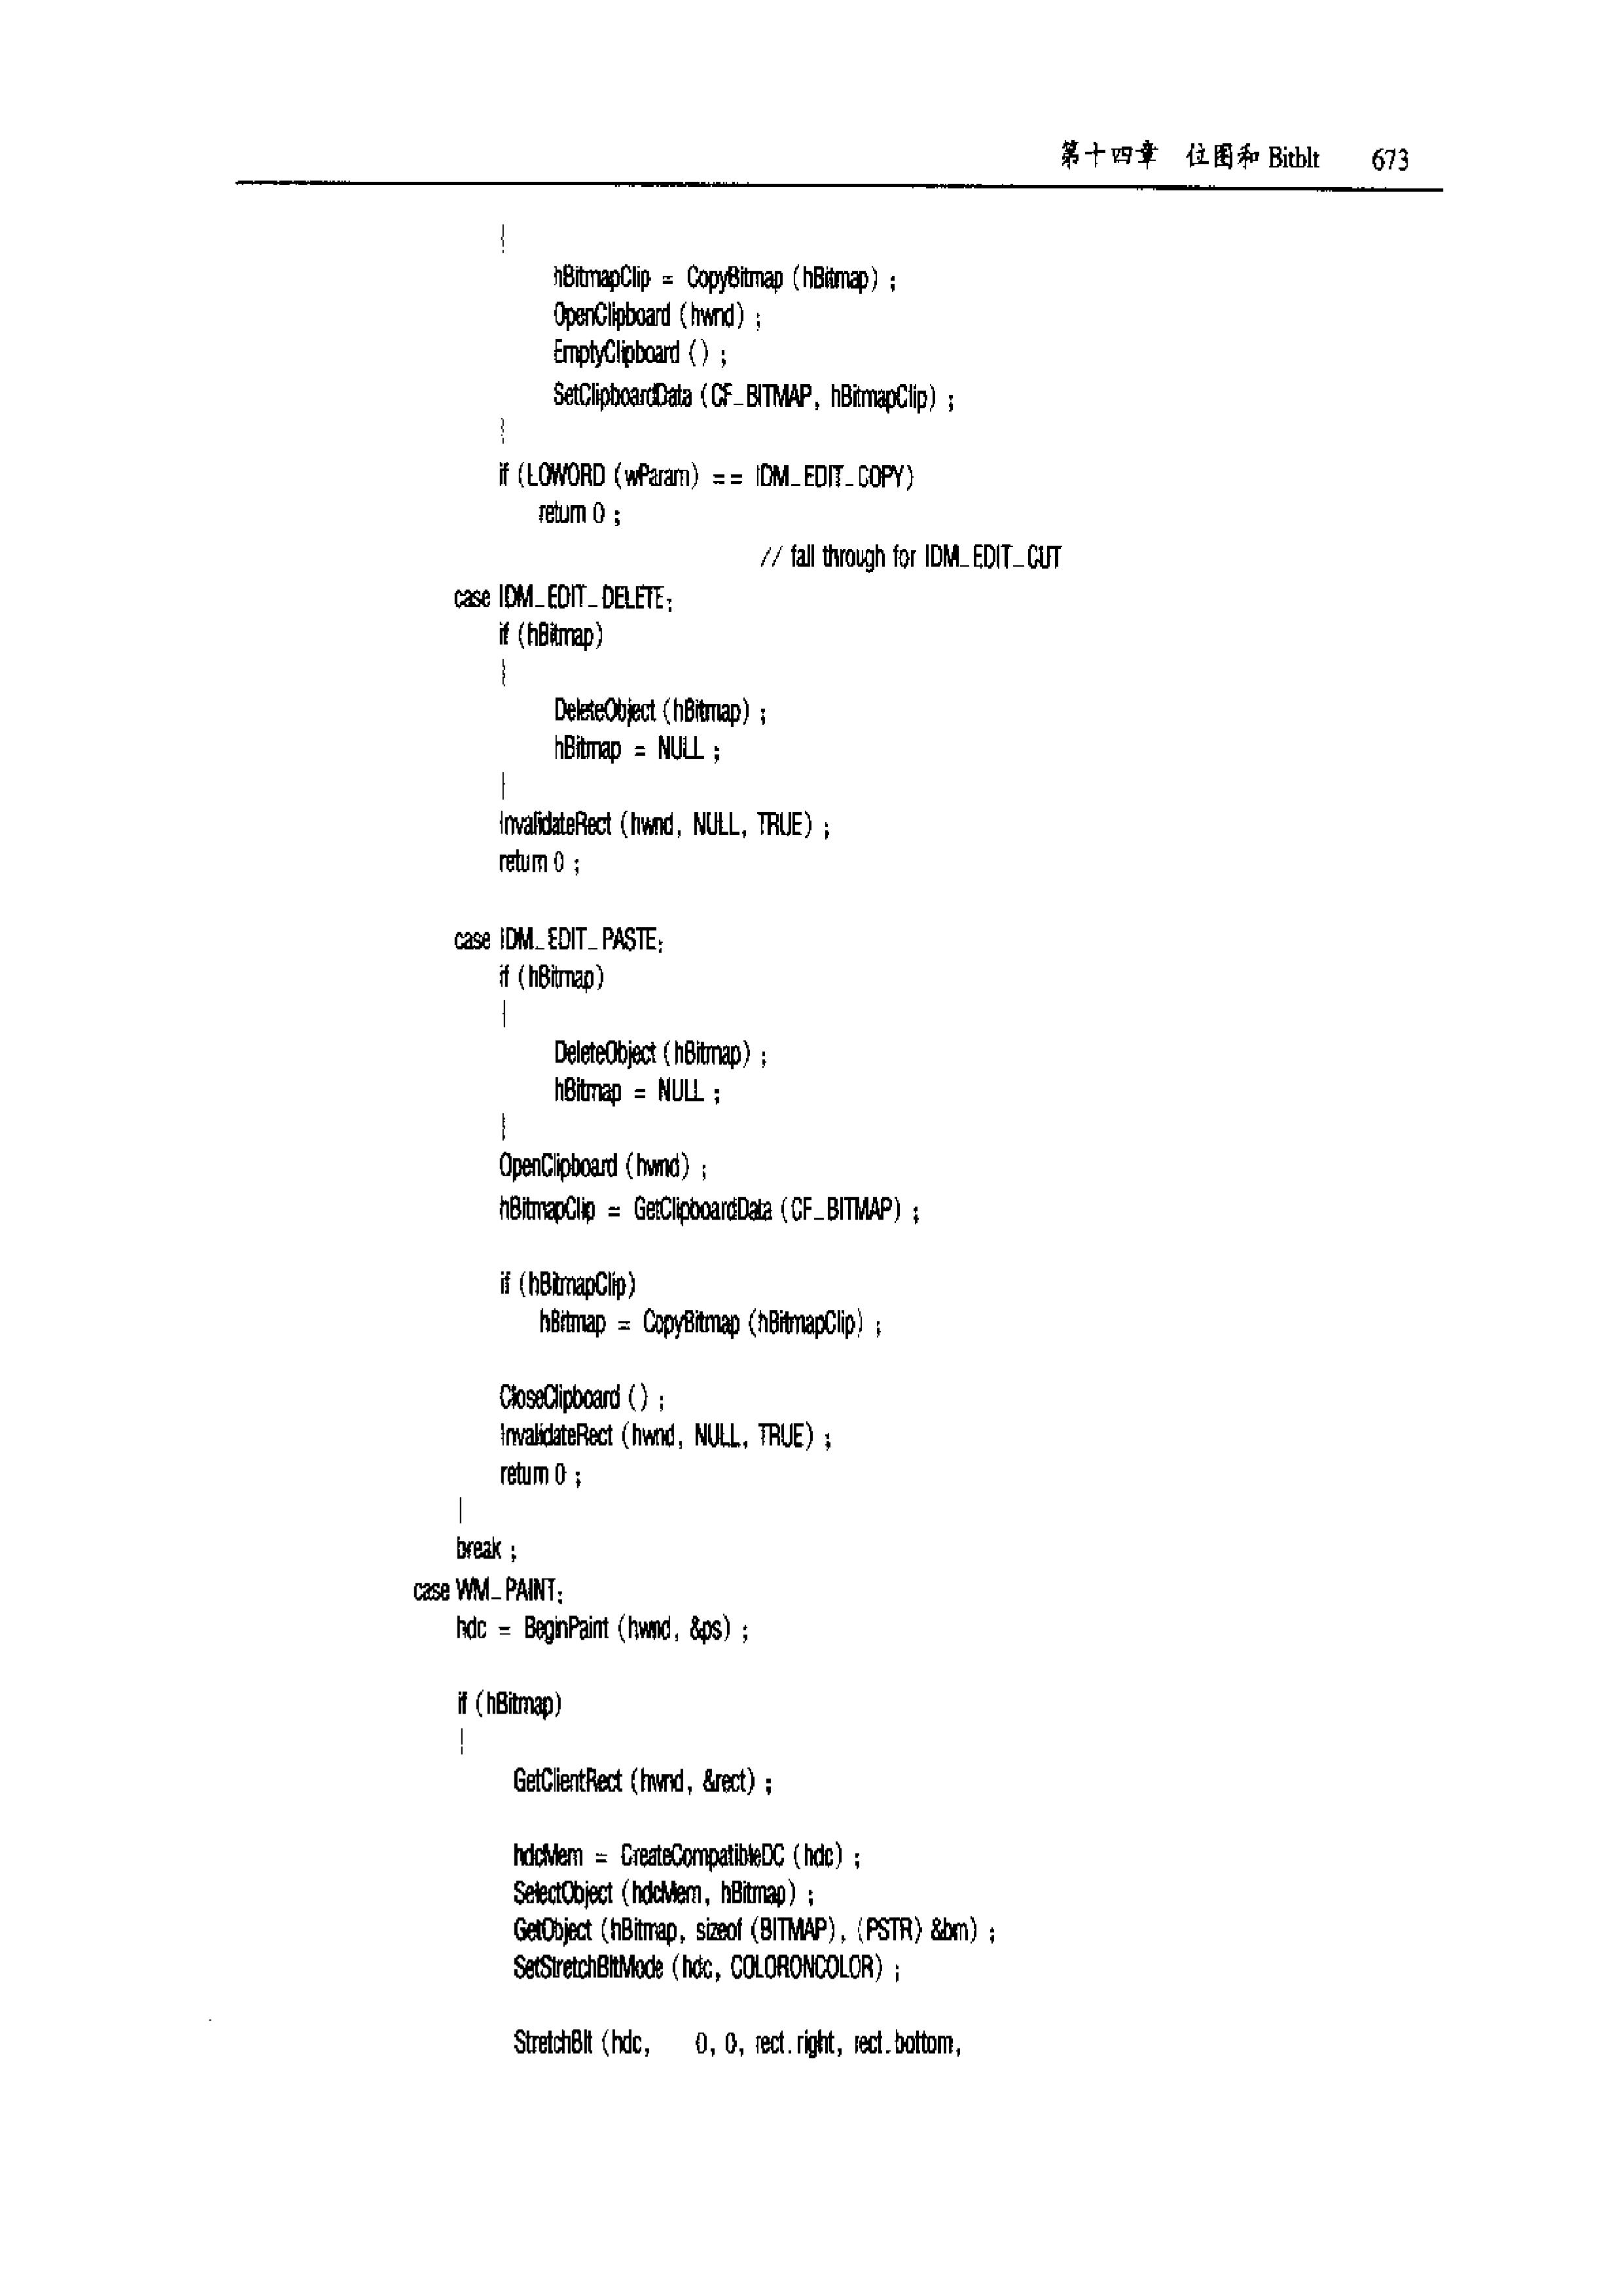 第十四章 位图和 Bitblt 673
{
hBitmapClip = CopyBitmap (hBitmap) ;
OpenClipboard (hwnd) ;
EmptyClipboard () ;
SetClipboardData (CF_BITMAP, hBitmapClip) ;
}
if (LOWORD (wParam) == IDM_EDIT_COPY)
return 0 ;
// fall through for IDM_EDIT_CUT
case IDM_EDIT_DELETE:
if (hBitmap)
{
DeleteObject (hBitmap) ;
hBitmap = NULL ;
}
InvalidateRect (hwnd, NULL, TRUE) ;
return 0 ;
case IDM_EDIT_PASTE:
if (hBitmap)
{
DeleteObject (hBitmap) ;
hBitmap = NULL ;
}
OpenClipboard (hwnd) ;
hBitmapClip = GetClipboardData (CF_BITMAP) ;
if (hBitmapClip)
hBitmap = CopyBitmap (hBitmapClip) ;
CloseClipboard () ;
InvalidateRect (hwnd, NULL, TRUE) ;
return 0 ;
}
break ;
case WM_PAINT:
hdc = BeginPaint (hwnd, &ps) ;
if (hBitmap)
{
GetClientRect (hwnd, &rect) ;
hdcMem = CreateCompatibleDC (hdc) ;
SelectObject (hdcMem, hBitmap) ;
GetObject (hBitmap, sizeof (BITMAP), (PSTR) &bm) ;
SetStretchBltMode (hdc, COLORONCOLOR) ;
StretchBlt (hdc, 0, 0, rect.right, rect.bottom,